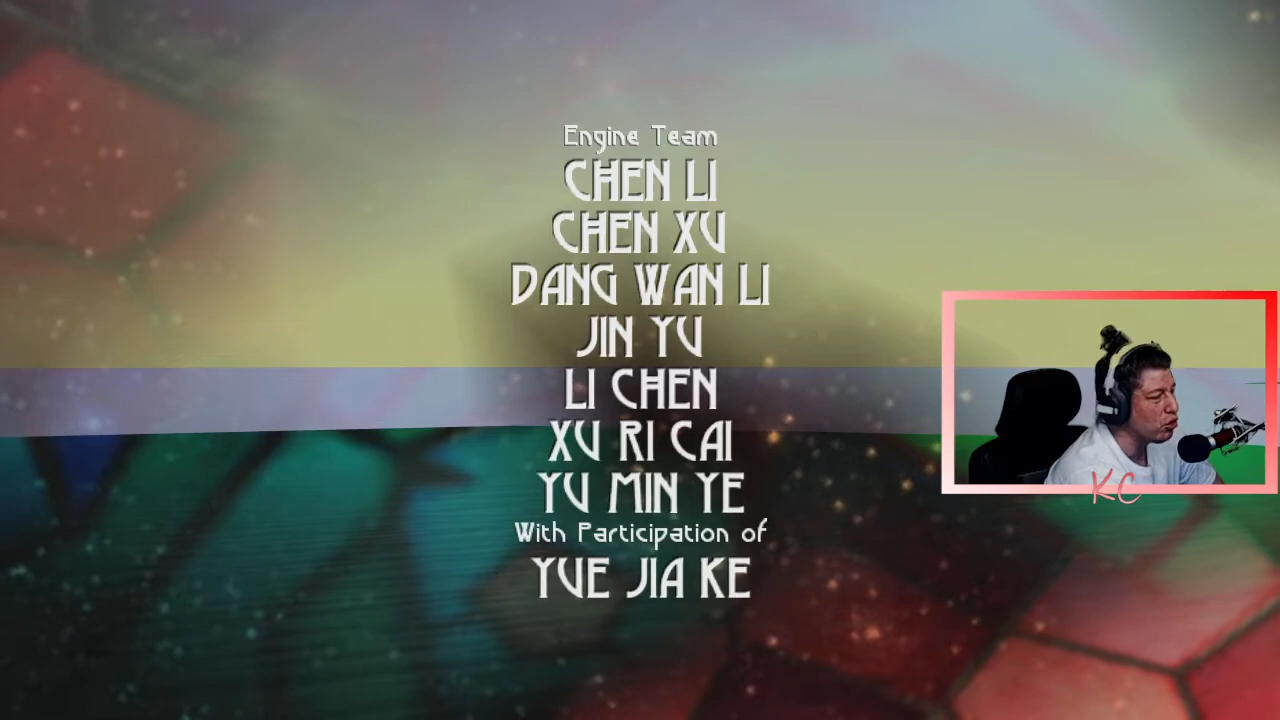 Engine Team
CHEN LI
CHEN XU
DANG WAN LI
JIN YU
LI CHEN
XU RI CAI
YU MIN YE
With Participation of
YUE JIA KE
KC